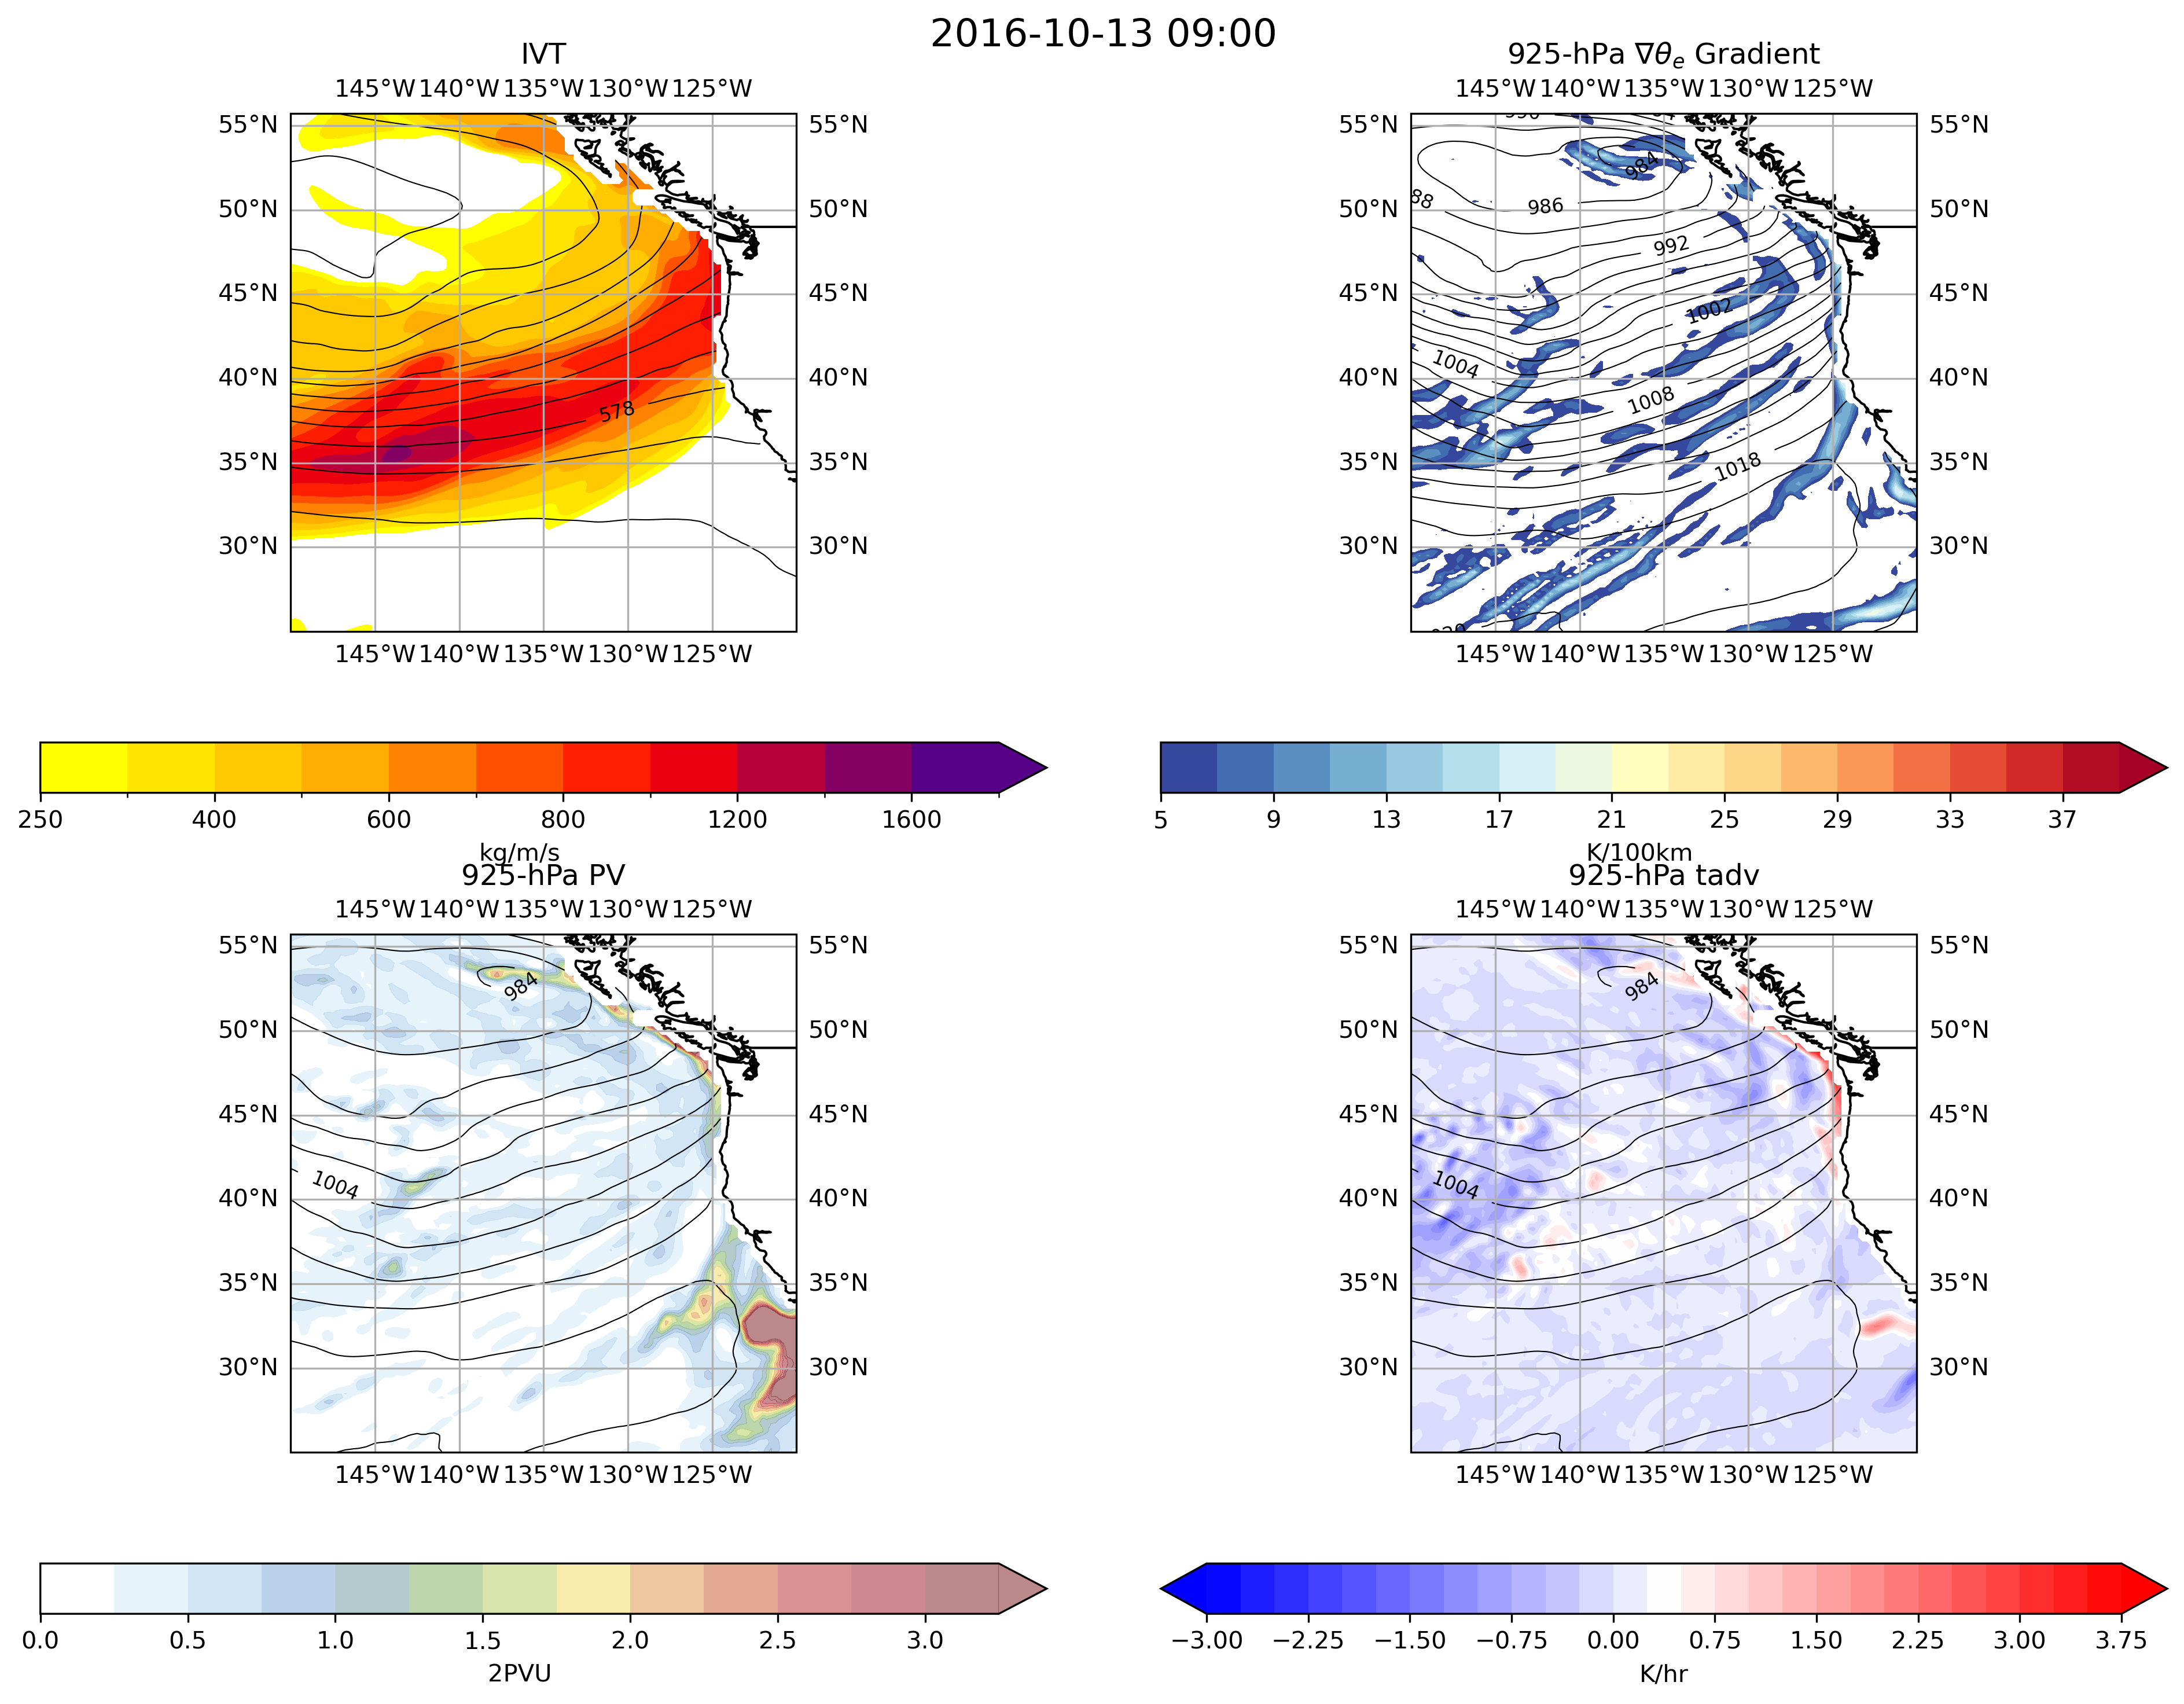 2016-10-13 09:00
IVT
145°W 140°W 135°W 130°W 125°W
55°N 55°N
50°N 50°N
45°N 45°N
40°N 40°N
578
35°N 35°N
30°N 30°N
145°W 140°W 135°W 130°W 125°W
250 400 600 800 1200 1600
kg/m/s
925-hPa ∇θe Gradient
145°W 140°W 135°W 130°W 125°W
55°N 55°N
984
986
50°N 50°N
992
45°N 45°N
1002
1004
40°N 40°N
1008
1018
35°N 35°N
30°N 30°N
145°W 140°W 135°W 130°W 125°W
5 9 13 17 21 25 29 33 37
K/100km
925-hPa PV
145°W 140°W 135°W 130°W 125°W
55°N 55°N
984
50°N 50°N
45°N 45°N
1004
40°N 40°N
35°N 35°N
30°N 30°N
145°W 140°W 135°W 130°W 125°W
0.0 0.5 1.0 1.5 2.0 2.5 3.0
2PVU
925-hPa tadv
145°W 140°W 135°W 130°W 125°W
55°N 55°N
984
50°N 50°N
45°N 45°N
1004
40°N 40°N
35°N 35°N
30°N 30°N
145°W 140°W 135°W 130°W 125°W
−3.00 −2.25 −1.50 −0.75 0.00 0.75 1.50 2.25 3.00 3.75
K/hr